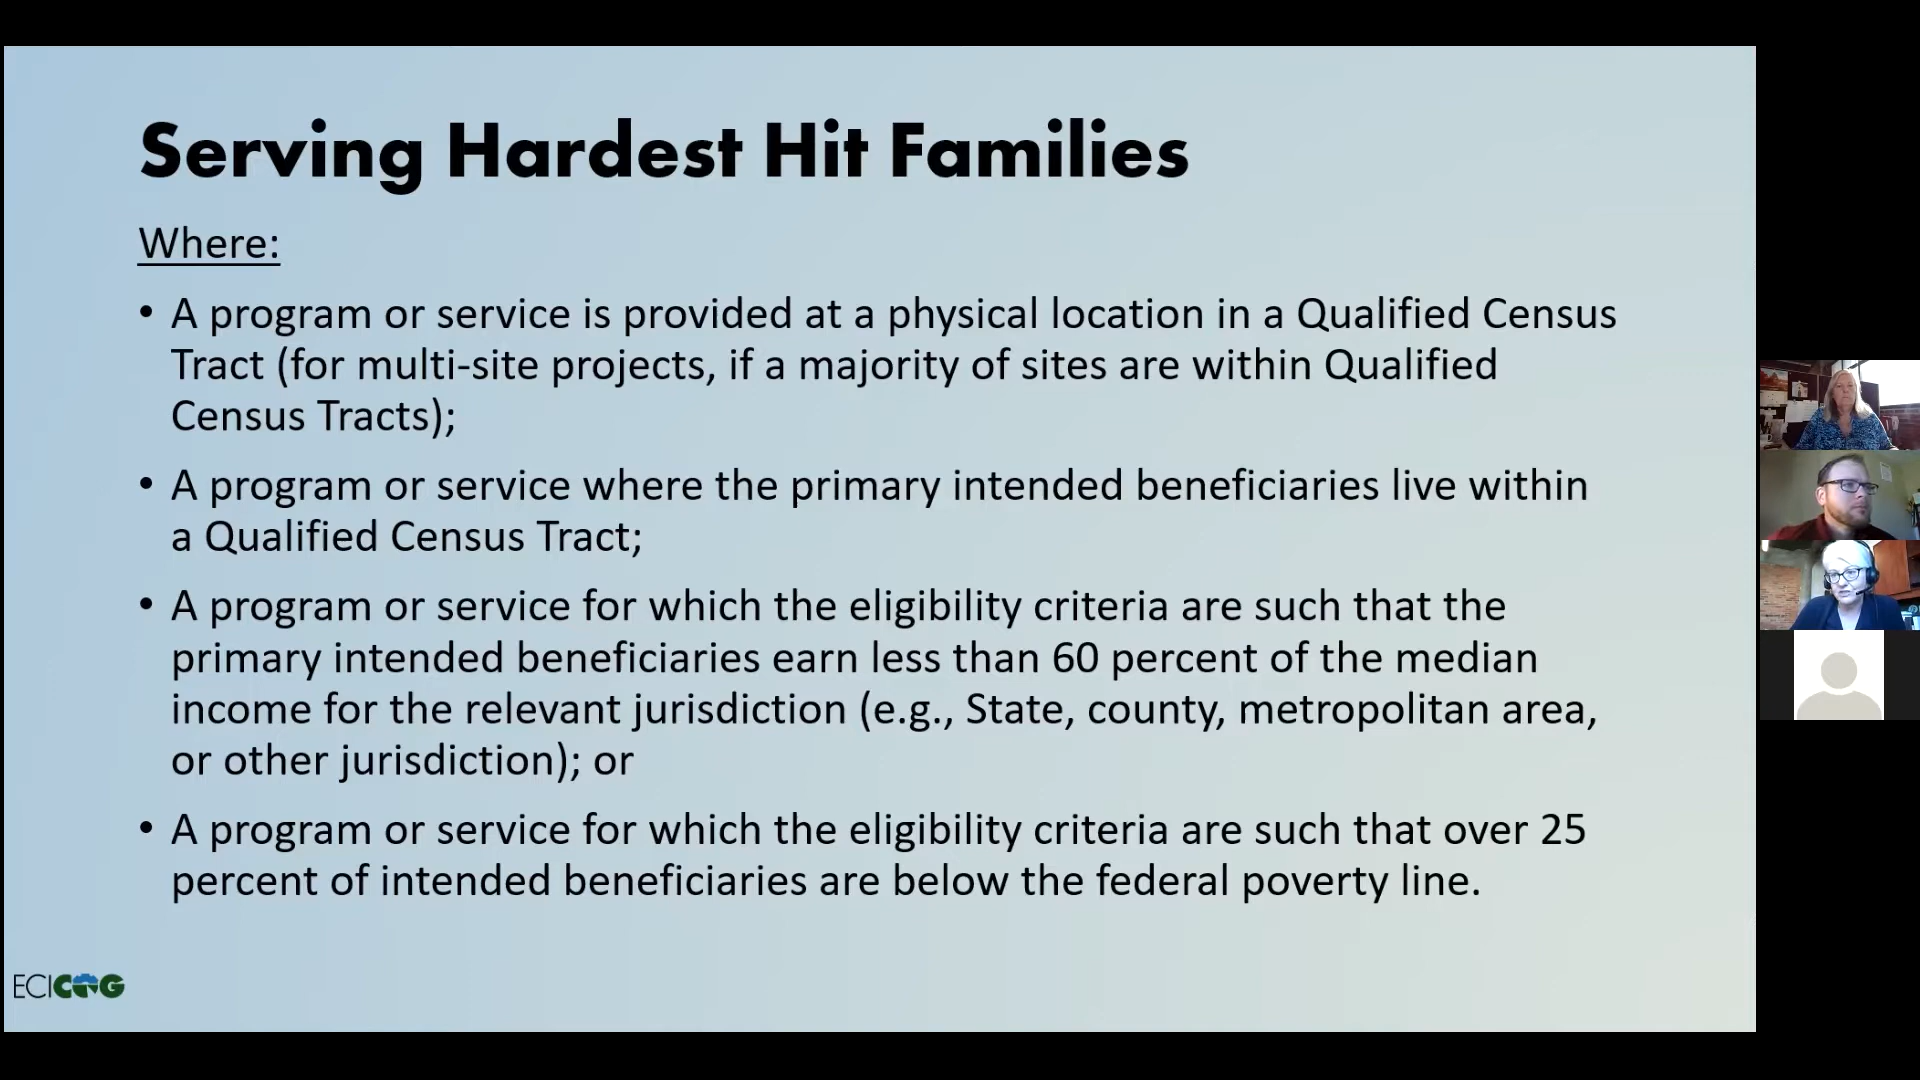 Serving Hardest Hit Families
Where:
• A program or service is provided at a physical location in a Qualified Census
Tract (for multi-site projects, if a majority of sites are within Qualified
Census Tracts);
• A program or service where the primary intended beneficiaries live within
a Qualified Census Tract;
• A program or service for which the eligibility criteria are such that the
primary intended beneficiaries earn less than 60 percent of the median
income for the relevant jurisdiction (e.g., State, county, metropolitan area,
or other jurisdiction); or
• A program or service for which the eligibility criteria are such that over 25
percent of intended beneficiaries are below the federal poverty line.
ECICOG